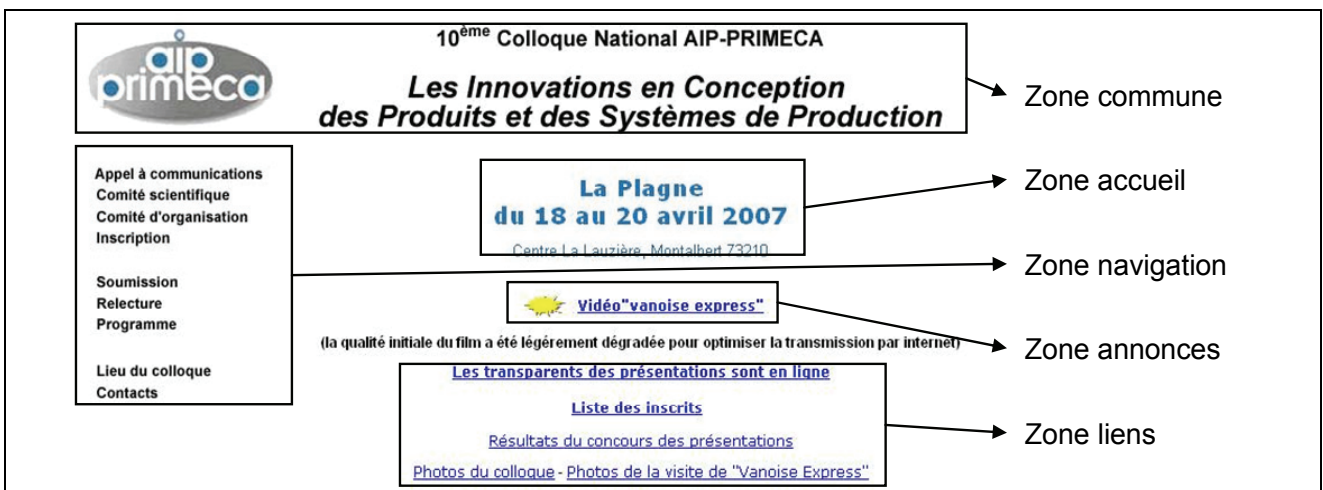 aip
primeca
10ème Colloque National AIP-PRIMECA
Les Innovations en Conception
des Produits et des Systèmes de Production
Zone commune
Appel à communications
Comité scientifique
Comité d'organisation
Inscription
Soumission
Relecture
Programme
Lieu du colloque
Contacts
La Plagne
du 18 au 20 avril 2007
Centre La Lauzière, Montalbert 73210
Zone accueil
Zone navigation
Vidéo"vanoise express"
(la qualité initiale du film a été légérement dégradée pour optimiser la transmission par internet)
Zone annonces
Les transparents des présentations sont en ligne
Liste des inscrits
Résultats du concours des présentations
Photos du colloque - Photos de la visite de "Vanoise Express"
Zone liens